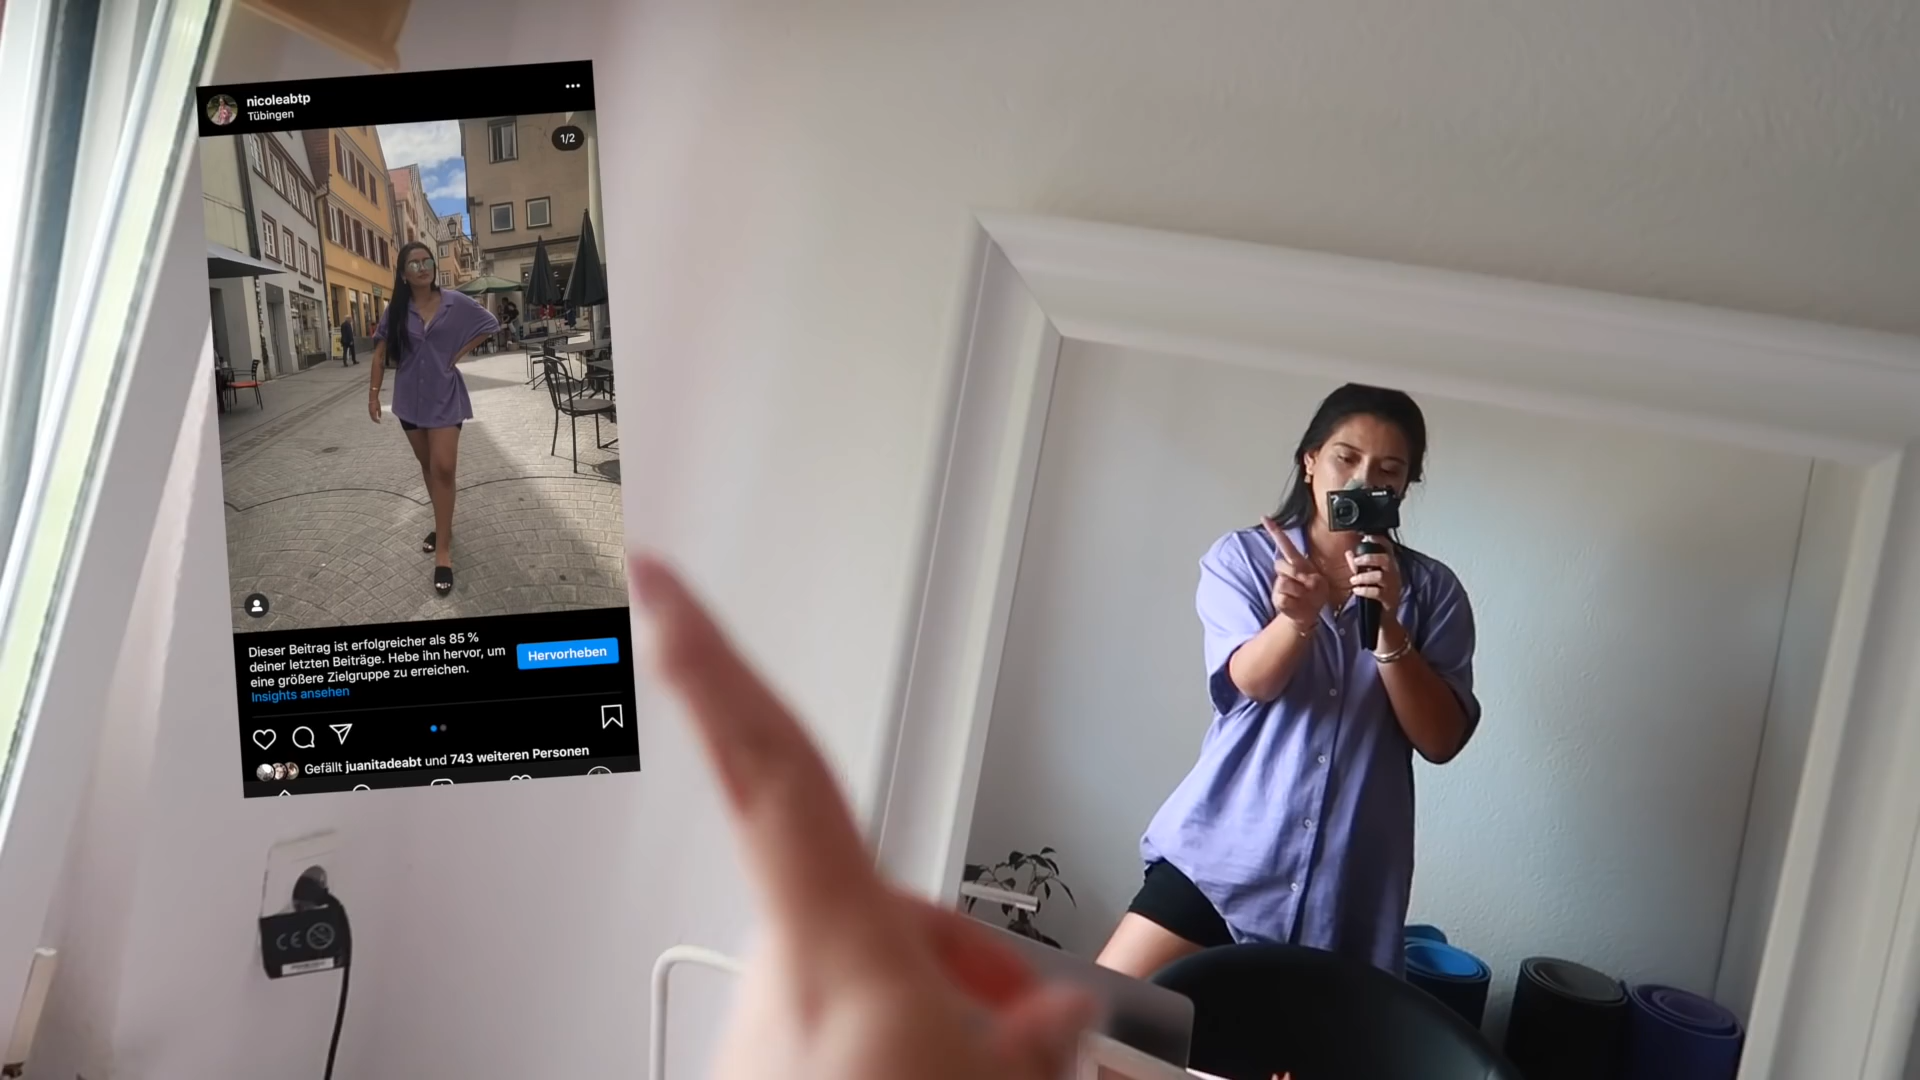 nicoleabtp
Tübingen
1/2
Dieser Beitrag ist erfolgreicher als 85 %
deiner letzten Beiträge. Hebe ihn hervor, um
eine größere Zielgruppe zu erreichen.
Insights ansehen
Hervorheben
Gefällt juanitadeabt und 743 weiteren Personen
CE